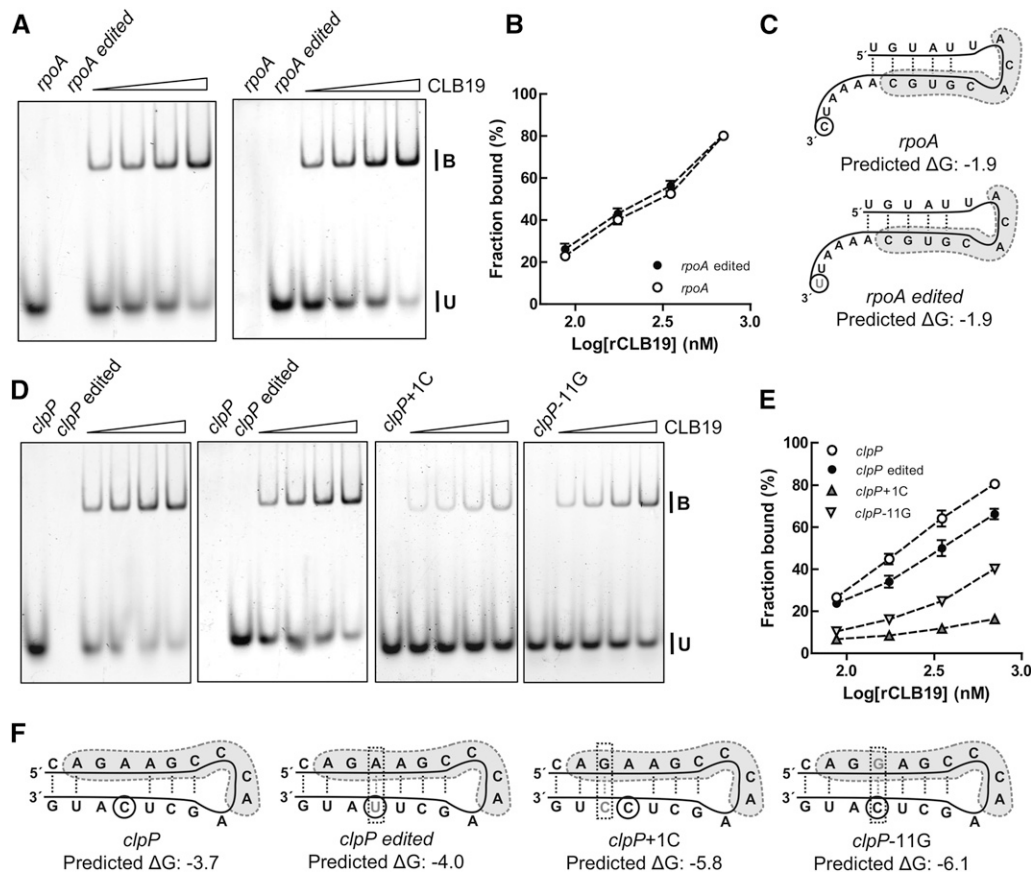 A
rpoA
rpoA edited
rpoA
rpoA edited
CLB19
B
U
B
Fraction bound (%)
100
80
60
40
20
0
2.0 2.5 3.0
Log[rCLB19] (nM)
rpoA edited
rpoA
C
5´ U G U A U U A C A
3´ C U A A A A C G U G C
rpoA
Predicted ΔG: -1.9
5´ U G U A U U A C A
3´ U U A A A A C G U G C
rpoA edited
Predicted ΔG: -1.9
D
clpP
clpP edited
clpP
clpP edited
clpP+1C
clpP-11G
CLB19
B
U
E
Fraction bound (%)
100
80
60
40
20
0
2.0 2.5 3.0
Log[rCLB19] (nM)
clpP
clpP edited
clpP+1C
clpP-11G
F
5´ C A G A A G C C C A
3´ G U A C U C G A
clpP
Predicted ΔG: -3.7
5´ C A G A A G C C C A
3´ G U A U U C G A
clpP edited
Predicted ΔG: -4.0
5´ C A G A A G C C C A
3´ G U C C U C G A
clpP+1C
Predicted ΔG: -5.8
5´ C A G G A G C C C A
3´ G U A C U C G A
clpP-11G
Predicted ΔG: -6.1